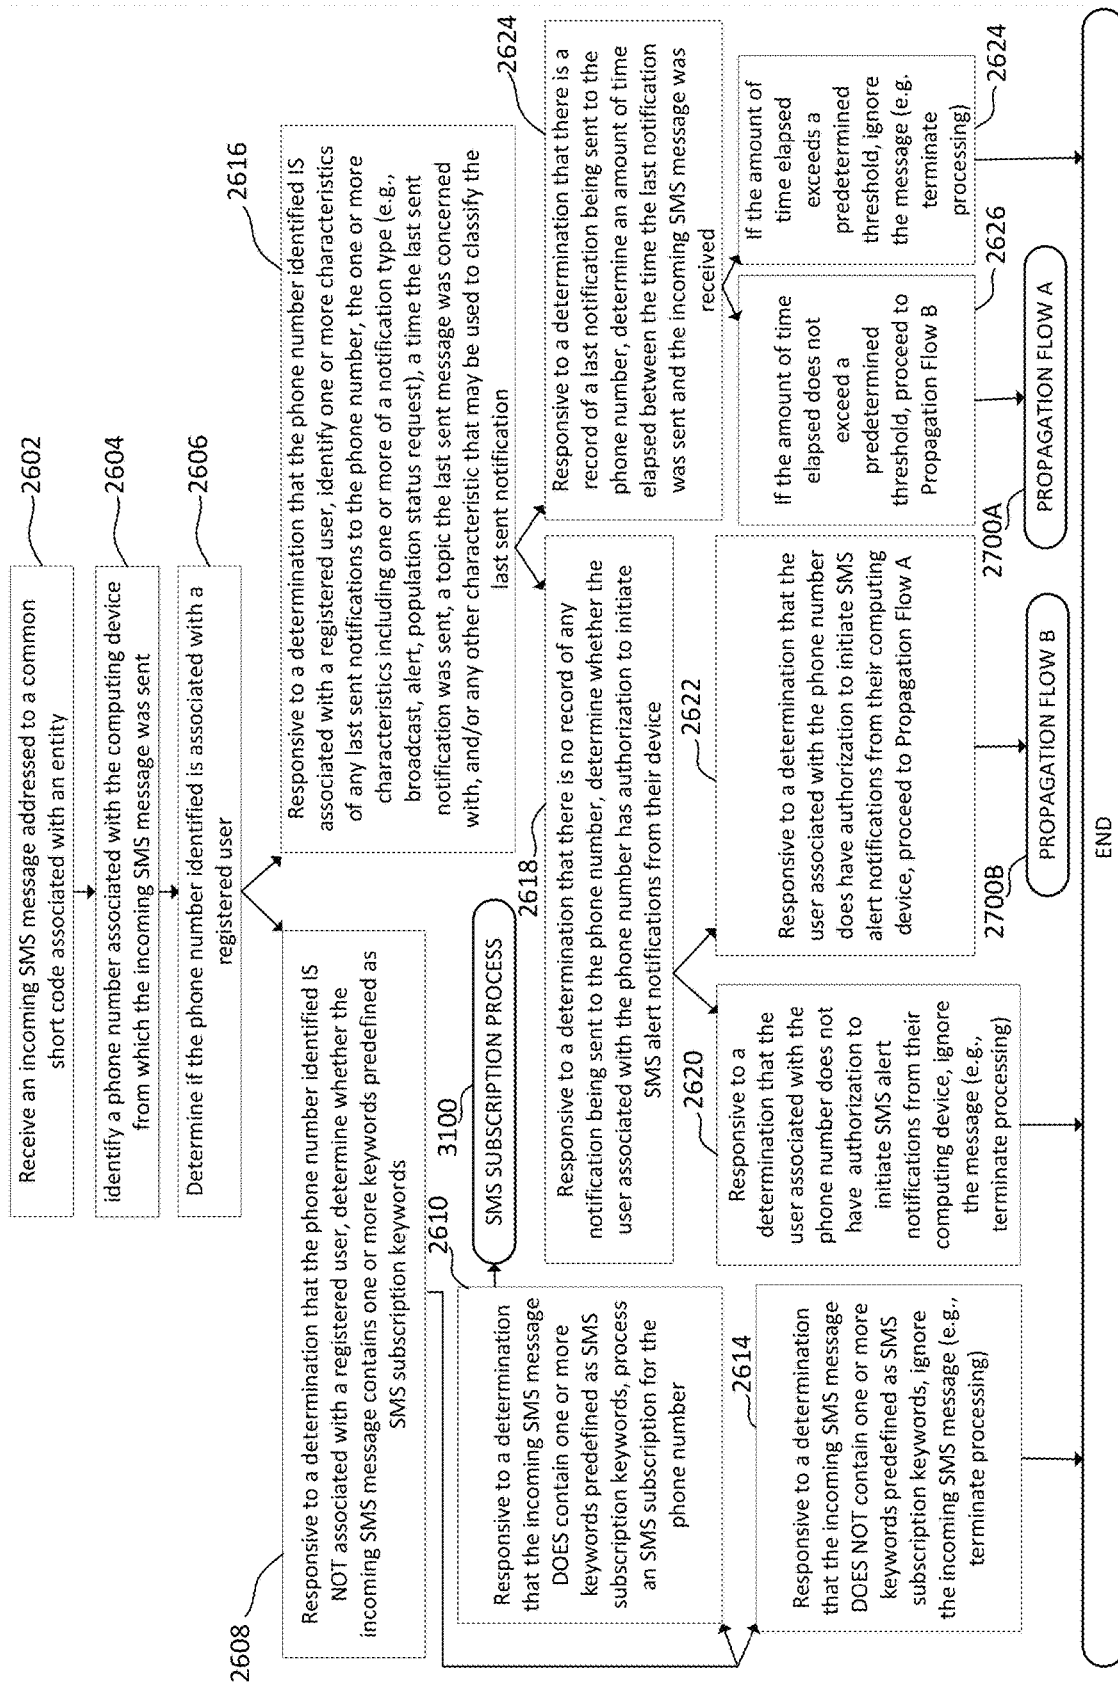 2602
Receive an incoming SMS message addressed to a common
short code associated with an entity
2604
identify a phone number associated with the computing device
from which the incoming SMS message was sent
2606
Determine if the phone number identified is associated with a
registered user
2608
Responsive to a determination that the phone number identified IS
NOT associated with a registered user, determine whether the
incoming SMS message contains one or more keywords predefined as
SMS subscription keywords
2616
Responsive to a determination that the phone number identified IS
associated with a registered user, identify one or more characteristics
of any last sent notifications to the phone number, the one or more
characteristics including one or more of a notification type (e.g.,
broadcast, alert, population status request), a time the last sent
notification was sent, a topic the last sent message was concerned
with, and/or any other characteristic that may be used to classify the
last sent notification
2610
Responsive to a determination
that the incoming SMS message
DOES contain one or more
keywords predefined as SMS
subscription keywords, process
an SMS subscription for the
phone number
3100
SMS SUBSCRIPTION PROCESS
2618
Responsive to a determination that there is no record of any
notification being sent to the phone number, determine whether the
user associated with the phone number has authorization to initiate
SMS alert notifications from their device
2624
Responsive to a determination that there is a
record of a last notification being sent to the
phone number, determine an amount of time
elapsed between the time the last notification
was sent and the incoming SMS message was
received
2614
Responsive to a determination
that the incoming SMS message
DOES NOT contain one or more
keywords predefined as SMS
subscription keywords, ignore
the incoming SMS message (e.g.,
terminate processing)
2620
Responsive to a
determination that the
user associated with the
phone number does not
have authorization to
initiate SMS alert
notifications from their
computing device, ignore
the message (e.g.,
terminate processing)
2622
Responsive to a determination that the
user associated with the phone number
does have authorization to initiate SMS
alert notifications from their computing
device, proceed to Propagation Flow A
If the amount of time
elapsed does not
exceed a
predetermined
threshold, proceed to
Propagation Flow B
2626
If the amount of
time elapsed
exceeds a
predetermined
threshold, ignore
the message (e.g.
terminate
processing)
2624
2700B
PROPAGATION FLOW B
2700A
PROPAGATION FLOW A
END